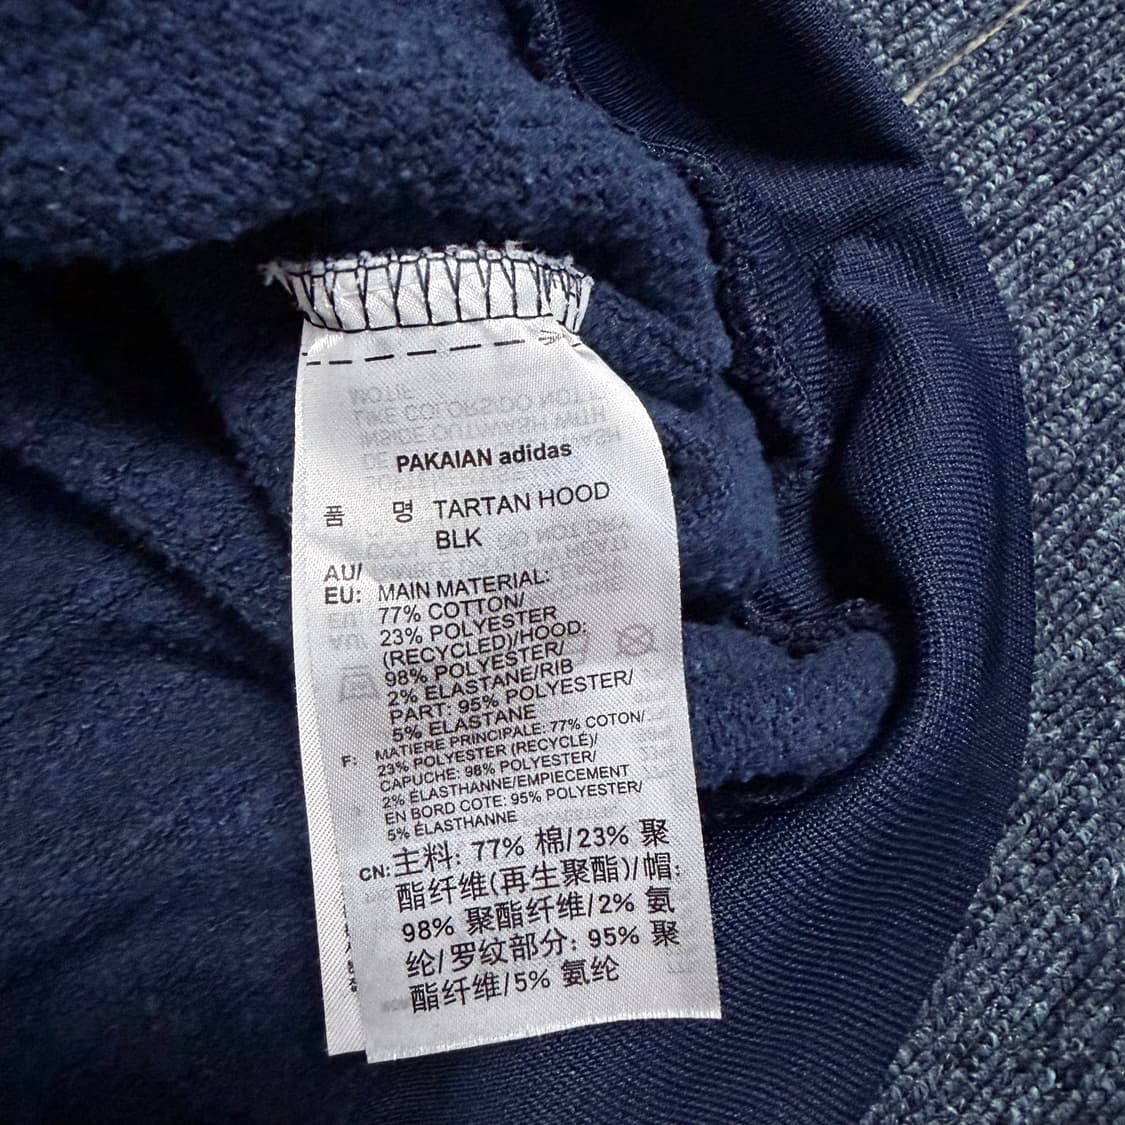 PAKAIAN adidas
품 명 TARTAN HOOD
BLK
AU/
EU: MAIN MATERIAL:
77% COTTON/
23% POLYESTER
(RECYCLED)/HOOD:
98% POLYESTER/
2% ELASTANE/RIB
PART: 95% POLYESTER/
5% ELASTANE
F: MATIERE PRINCIPALE: 77% COTON/
23% POLYESTER (RECYCLÉ)/
CAPUCHE: 98% POLYESTER/
2% ÉLASTHANNE/EMPIECEMENT
EN BORD COTE: 95% POLYESTER/
5% ÉLASTHANNE
CN: 主料: 77% 棉/23% 聚
酯纤维(再生聚酯)/帽:
98% 聚酯纤维/2% 氨
纶/罗纹部分: 95% 聚
酯纤维/5% 氨纶